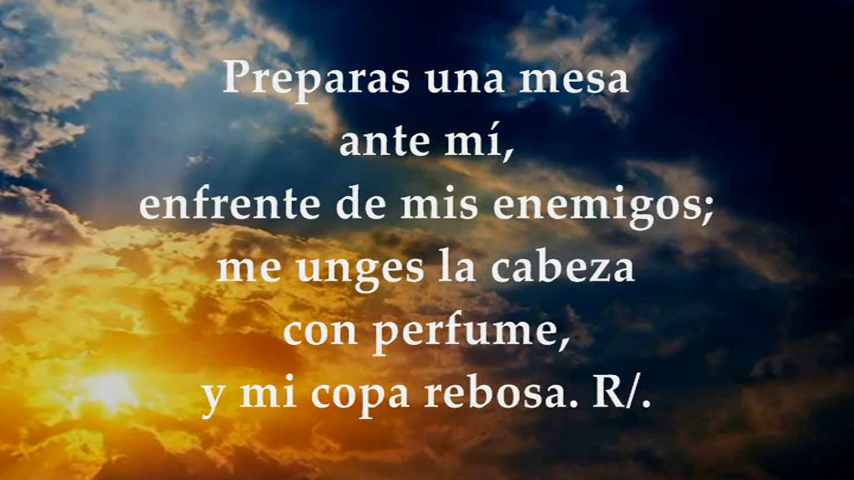 Preparas una mesa
ante mí,
enfrente de mis enemigos;
me unges la cabeza
con perfume,
y mi copa rebosa. R/.